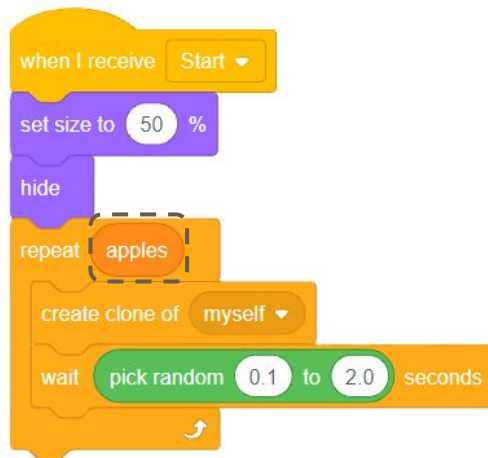 when I receive Start
set size to 50 %
hide
repeat apples
create clone of myself
wait pick random 0.1 to 2.0 seconds